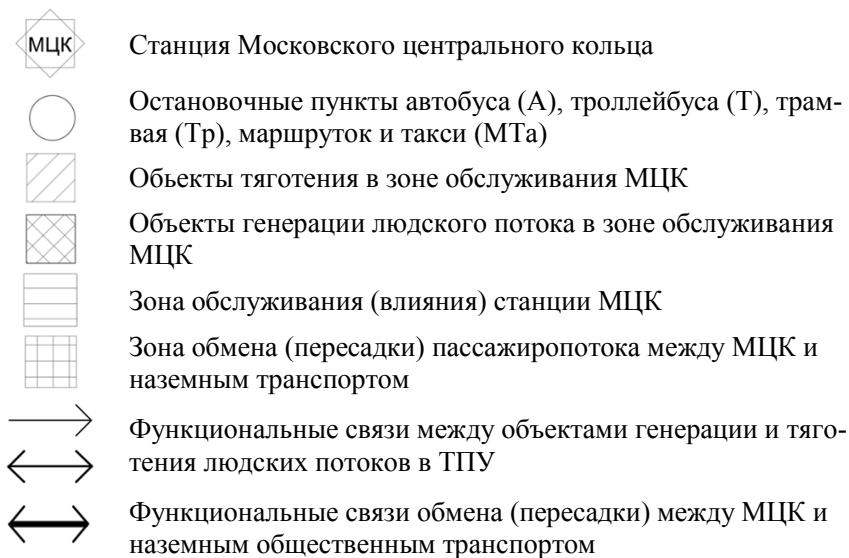 МЦК
Станция Московского центрального кольца
Остановочные пункты автобуса (А), троллейбуса (Т), трам-
вая (Тр), маршруток и такси (МТа)
Обьекты тяготения в зоне обслуживания МЦК
Объекты генерации людского потока в зоне обслуживания
МЦК
Зона обслуживания (влияния) станции МЦК
Зона обмена (пересадки) пассажиропотока между МЦК и
наземным транспортом
Функциональные связи между объектами генерации и тяго-
тения людских потоков в ТПУ
Функциональные связи обмена (пересадки) между МЦК и
наземным общественным транспортом